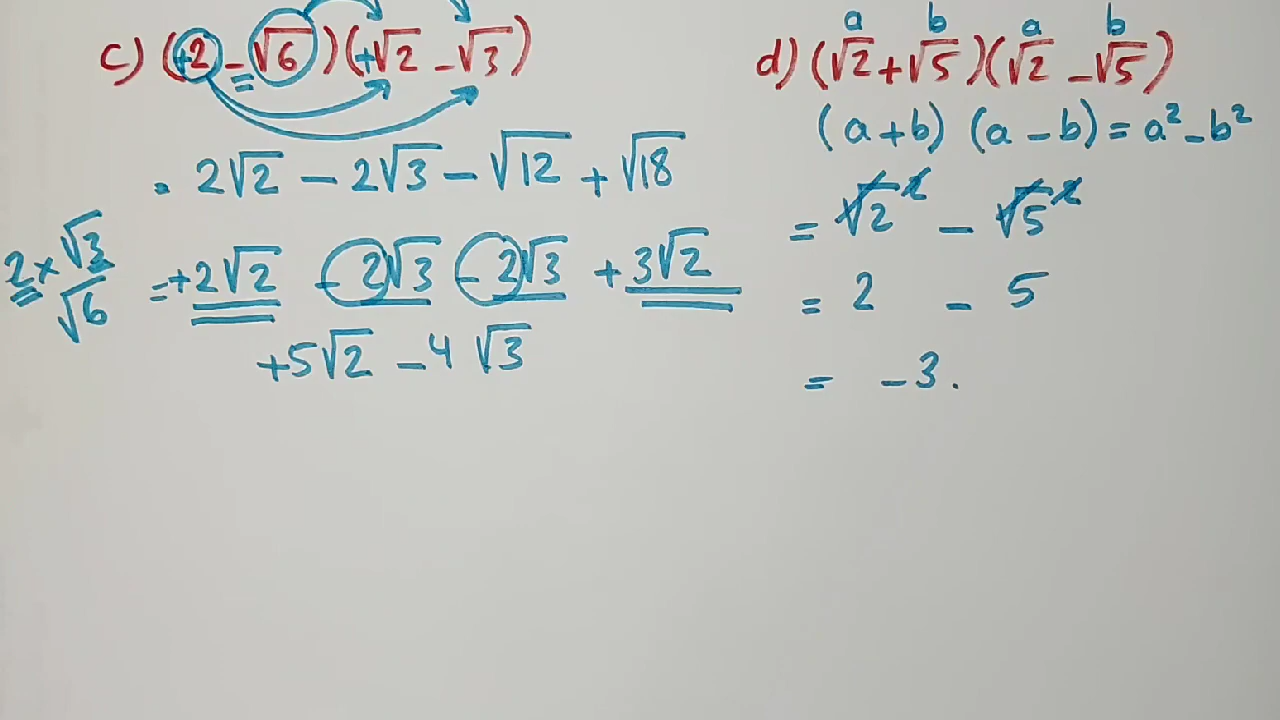 c) (+2 - √6)(+√2 - √3)
= 2√2 - 2√3 - √12 + √18
2 × √3
√6
= +2√2 - 2√3 - 2√3 + 3√2
+5√2 - 4√3
a b a b
d) (√2 + √5)(√2 - √5)
(a + b) (a - b) = a² - b²
= √2² - √5²
= 2 - 5
= -3.